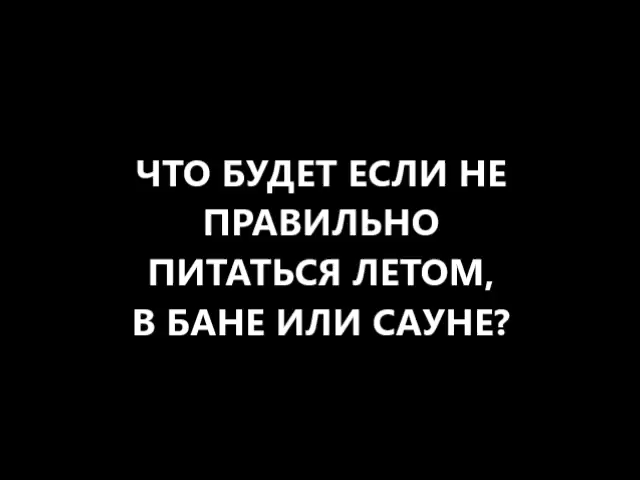 ЧТО БУДЕТ ЕСЛИ НЕ
ПРАВИЛЬНО
ПИТАТЬСЯ ЛЕТОМ,
В БАНЕ ИЛИ САУНЕ?